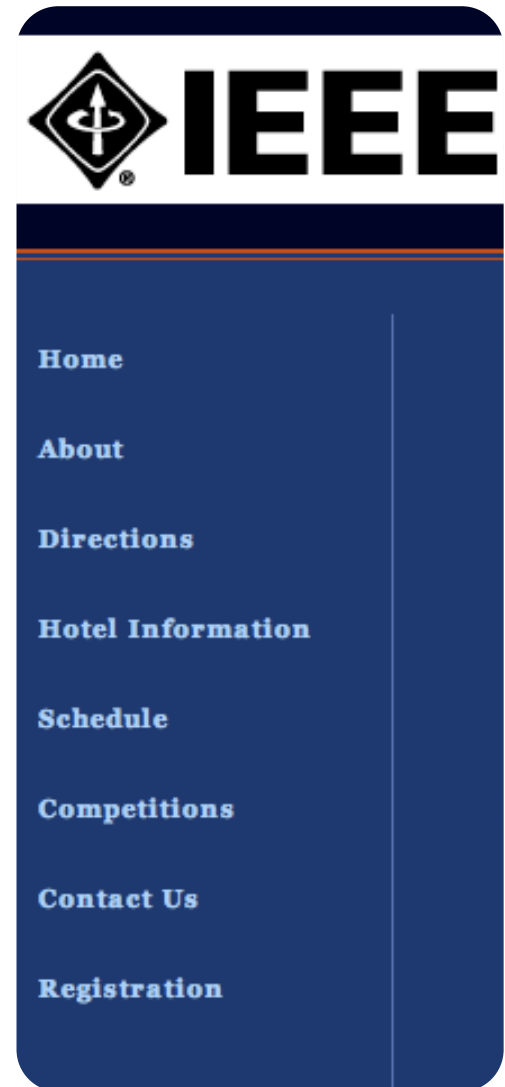 IEEE
®
Home
About
Directions
Hotel Information
Schedule
Competitions
Contact Us
Registration